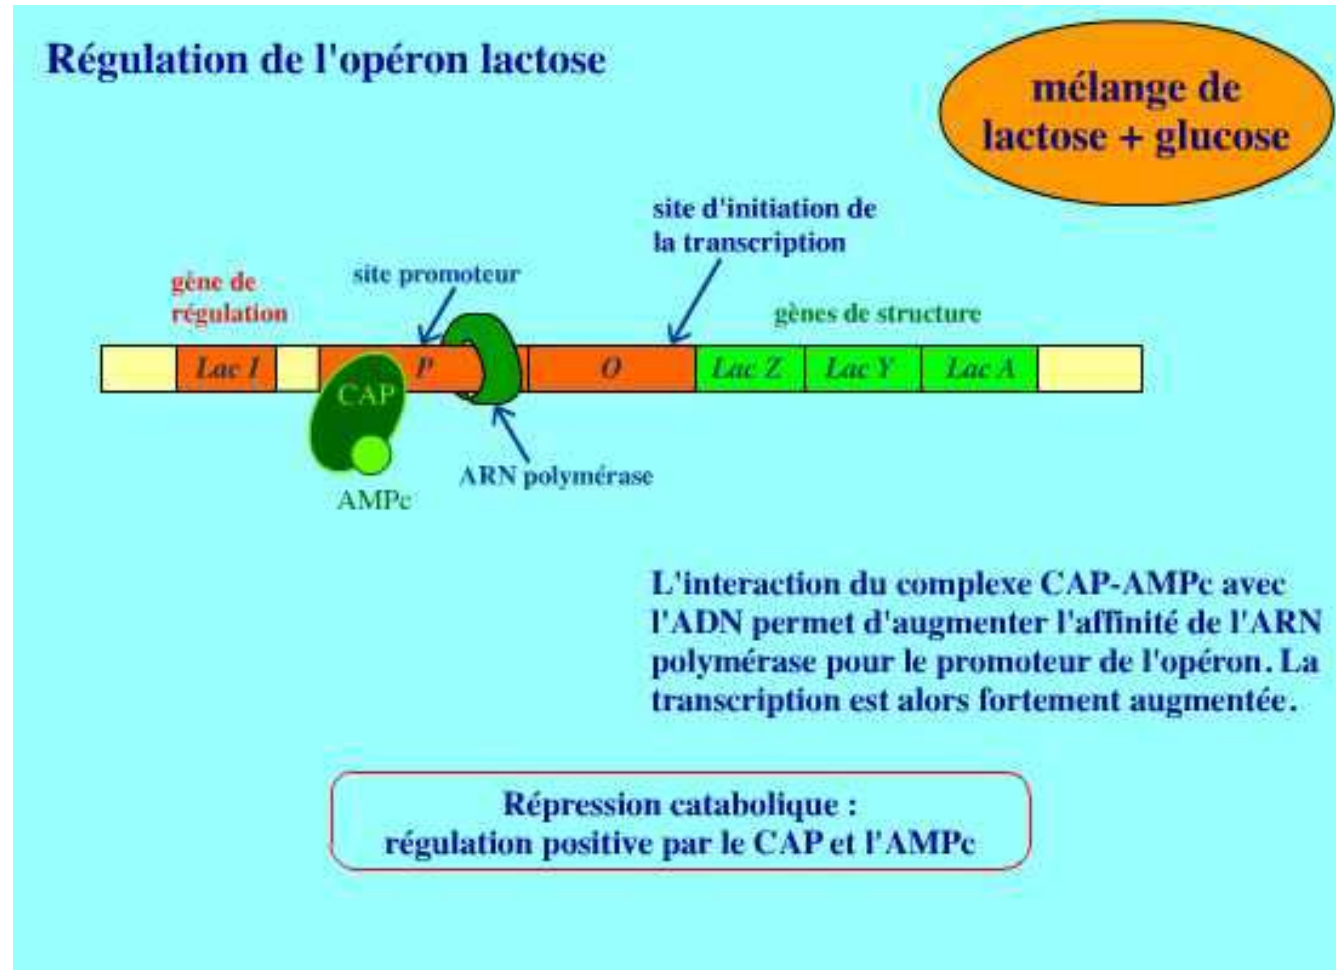 Régulation de l'opéron lactose
mélange de
lactose + glucose
site d'initiation de
la transcription
site promoteur
gène de
régulation
gènes de structure
Lac I
P
O
Lac Z
Lac Y
Lac A
CAP
AMPc
ARN polymérase
L'interaction du complexe CAP-AMPc avec
l'ADN permet d'augmenter l'affinité de l'ARN
polymérase pour le promoteur de l'opéron. La
transcription est alors fortement augmentée.
Répression catabolique :
régulation positive par le CAP et l'AMPc